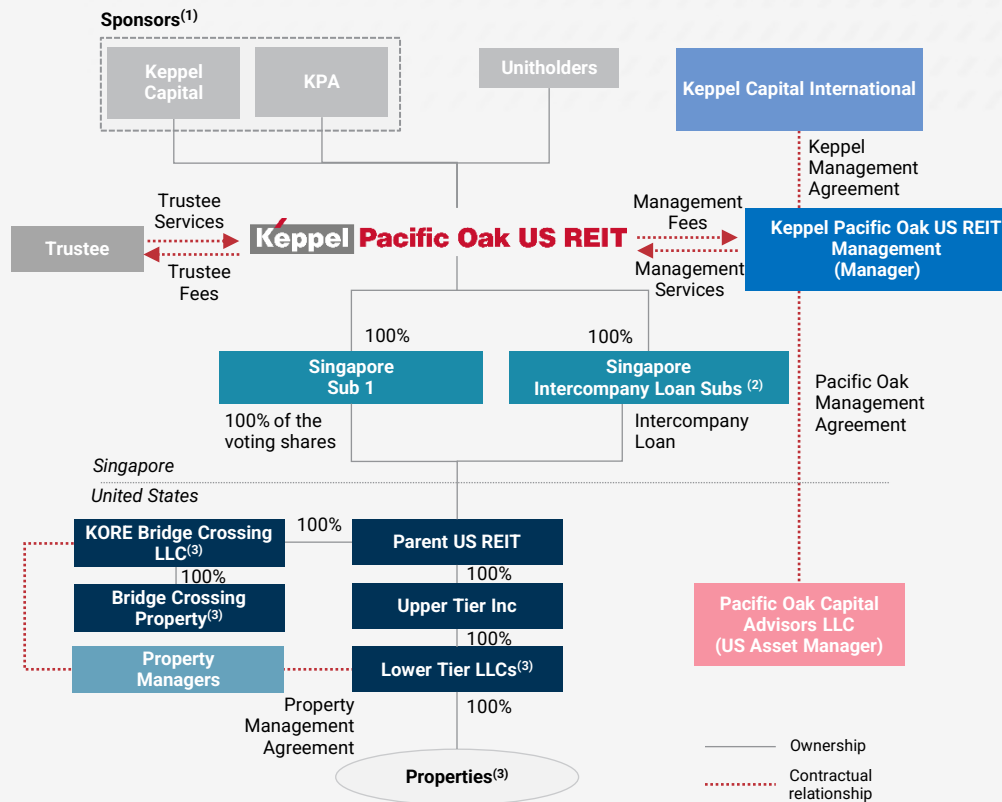 Sponsors(1)
Keppel
Capital
KPA
Unitholders
Keppel Capital International
Keppel
Management
Agreement
Trustee
Services
Trustee
Trustee
Fees
Keppel Pacific Oak US REIT
Management
Fees
Management
Services
Keppel Pacific Oak US REIT
Management
(Manager)
100%
100%
Singapore
Sub 1
Singapore
Intercompany Loan Subs (2)
Pacific Oak
Management
Agreement
100% of the
voting shares
Intercompany
Loan
Singapore
United States
KORE Bridge Crossing
LLC(3)
100%
Parent US REIT
100%
100%
Bridge Crossing
Property(3)
Upper Tier Inc
100%
Property
Managers
Lower Tier LLCs(3)
Pacific Oak Capital
Advisors LLC
(US Asset Manager)
Property
Management
Agreement
100%
Properties(3)
Ownership
Contractual
relationship